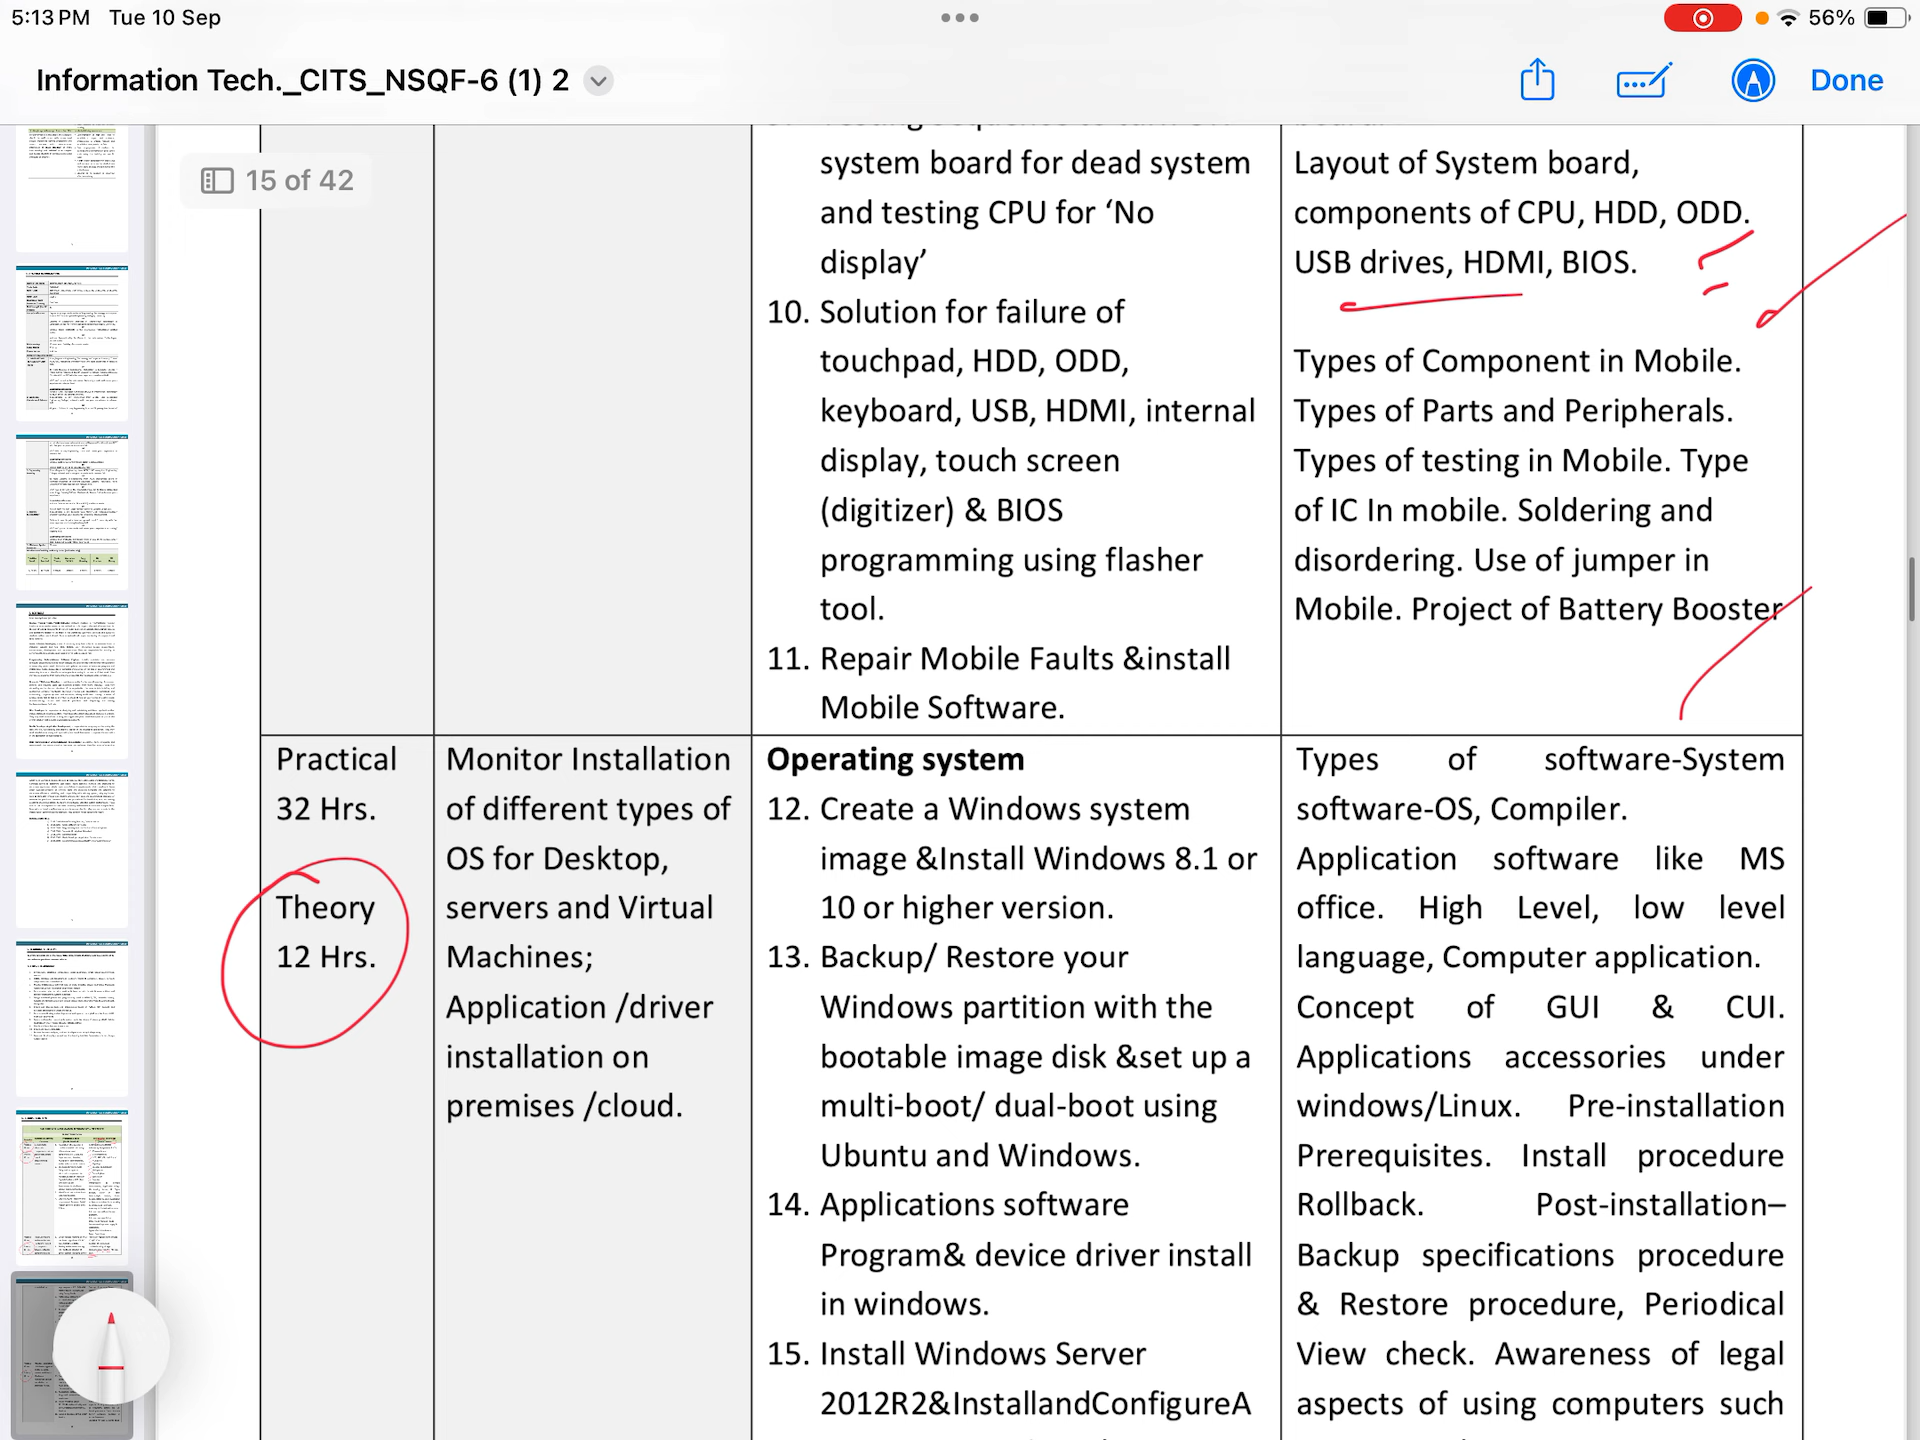 5:13 PM Tue 10 Sep
56%
Information Tech._CITS_NSQF-6 (1) 2
Done
15 of 42
system board for dead system
and testing CPU for ‘No
display’
10. Solution for failure of
touchpad, HDD, ODD,
keyboard, USB, HDMI, internal
display, touch screen
(digitizer) & BIOS
programming using flasher
tool.
11. Repair Mobile Faults &install
Mobile Software.
Layout of System board,
components of CPU, HDD, ODD.
USB drives, HDMI, BIOS.
Types of Component in Mobile.
Types of Parts and Peripherals.
Types of testing in Mobile. Type
of IC In mobile. Soldering and
disordering. Use of jumper in
Mobile. Project of Battery Booster
Practical
32 Hrs.
Theory
12 Hrs.
Monitor Installation
of different types of
OS for Desktop,
servers and Virtual
Machines;
Application /driver
installation on
premises /cloud.
Operating system
12. Create a Windows system
image &Install Windows 8.1 or
10 or higher version.
13. Backup/ Restore your
Windows partition with the
bootable image disk &set up a
multi-boot/ dual-boot using
Ubuntu and Windows.
14. Applications software
Program& device driver install
in windows.
15. Install Windows Server
2012R2&InstallandConfigureA
Types of software-System
software-OS, Compiler.
Application software like MS
office. High Level, low level
language, Computer application.
Concept of GUI & CUI.
Applications accessories under
windows/Linux. Pre-installation
Prerequisites. Install procedure
Rollback. Post-installation–
Backup specifications procedure
& Restore procedure, Periodical
View check. Awareness of legal
aspects of using computers such